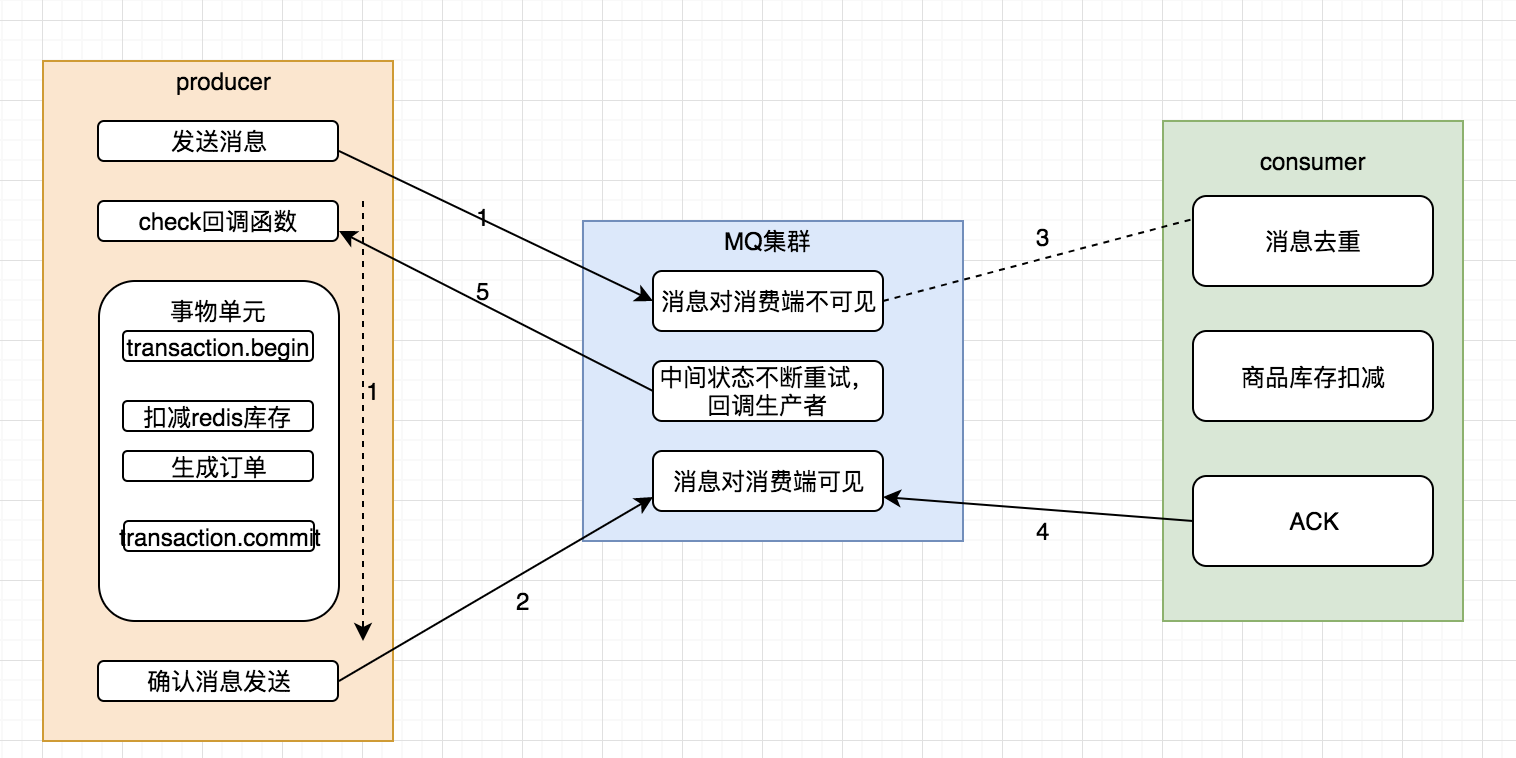 producer
发送消息
check回调函数
事物单元
transaction.begin
扣减redis库存
生成订单
transaction.commit
确认消息发送
1
1
5
2
MQ集群
消息对消费端不可见
中间状态不断重试，
回调生产者
消息对消费端可见
3
4
consumer
消息去重
商品库存扣减
ACK